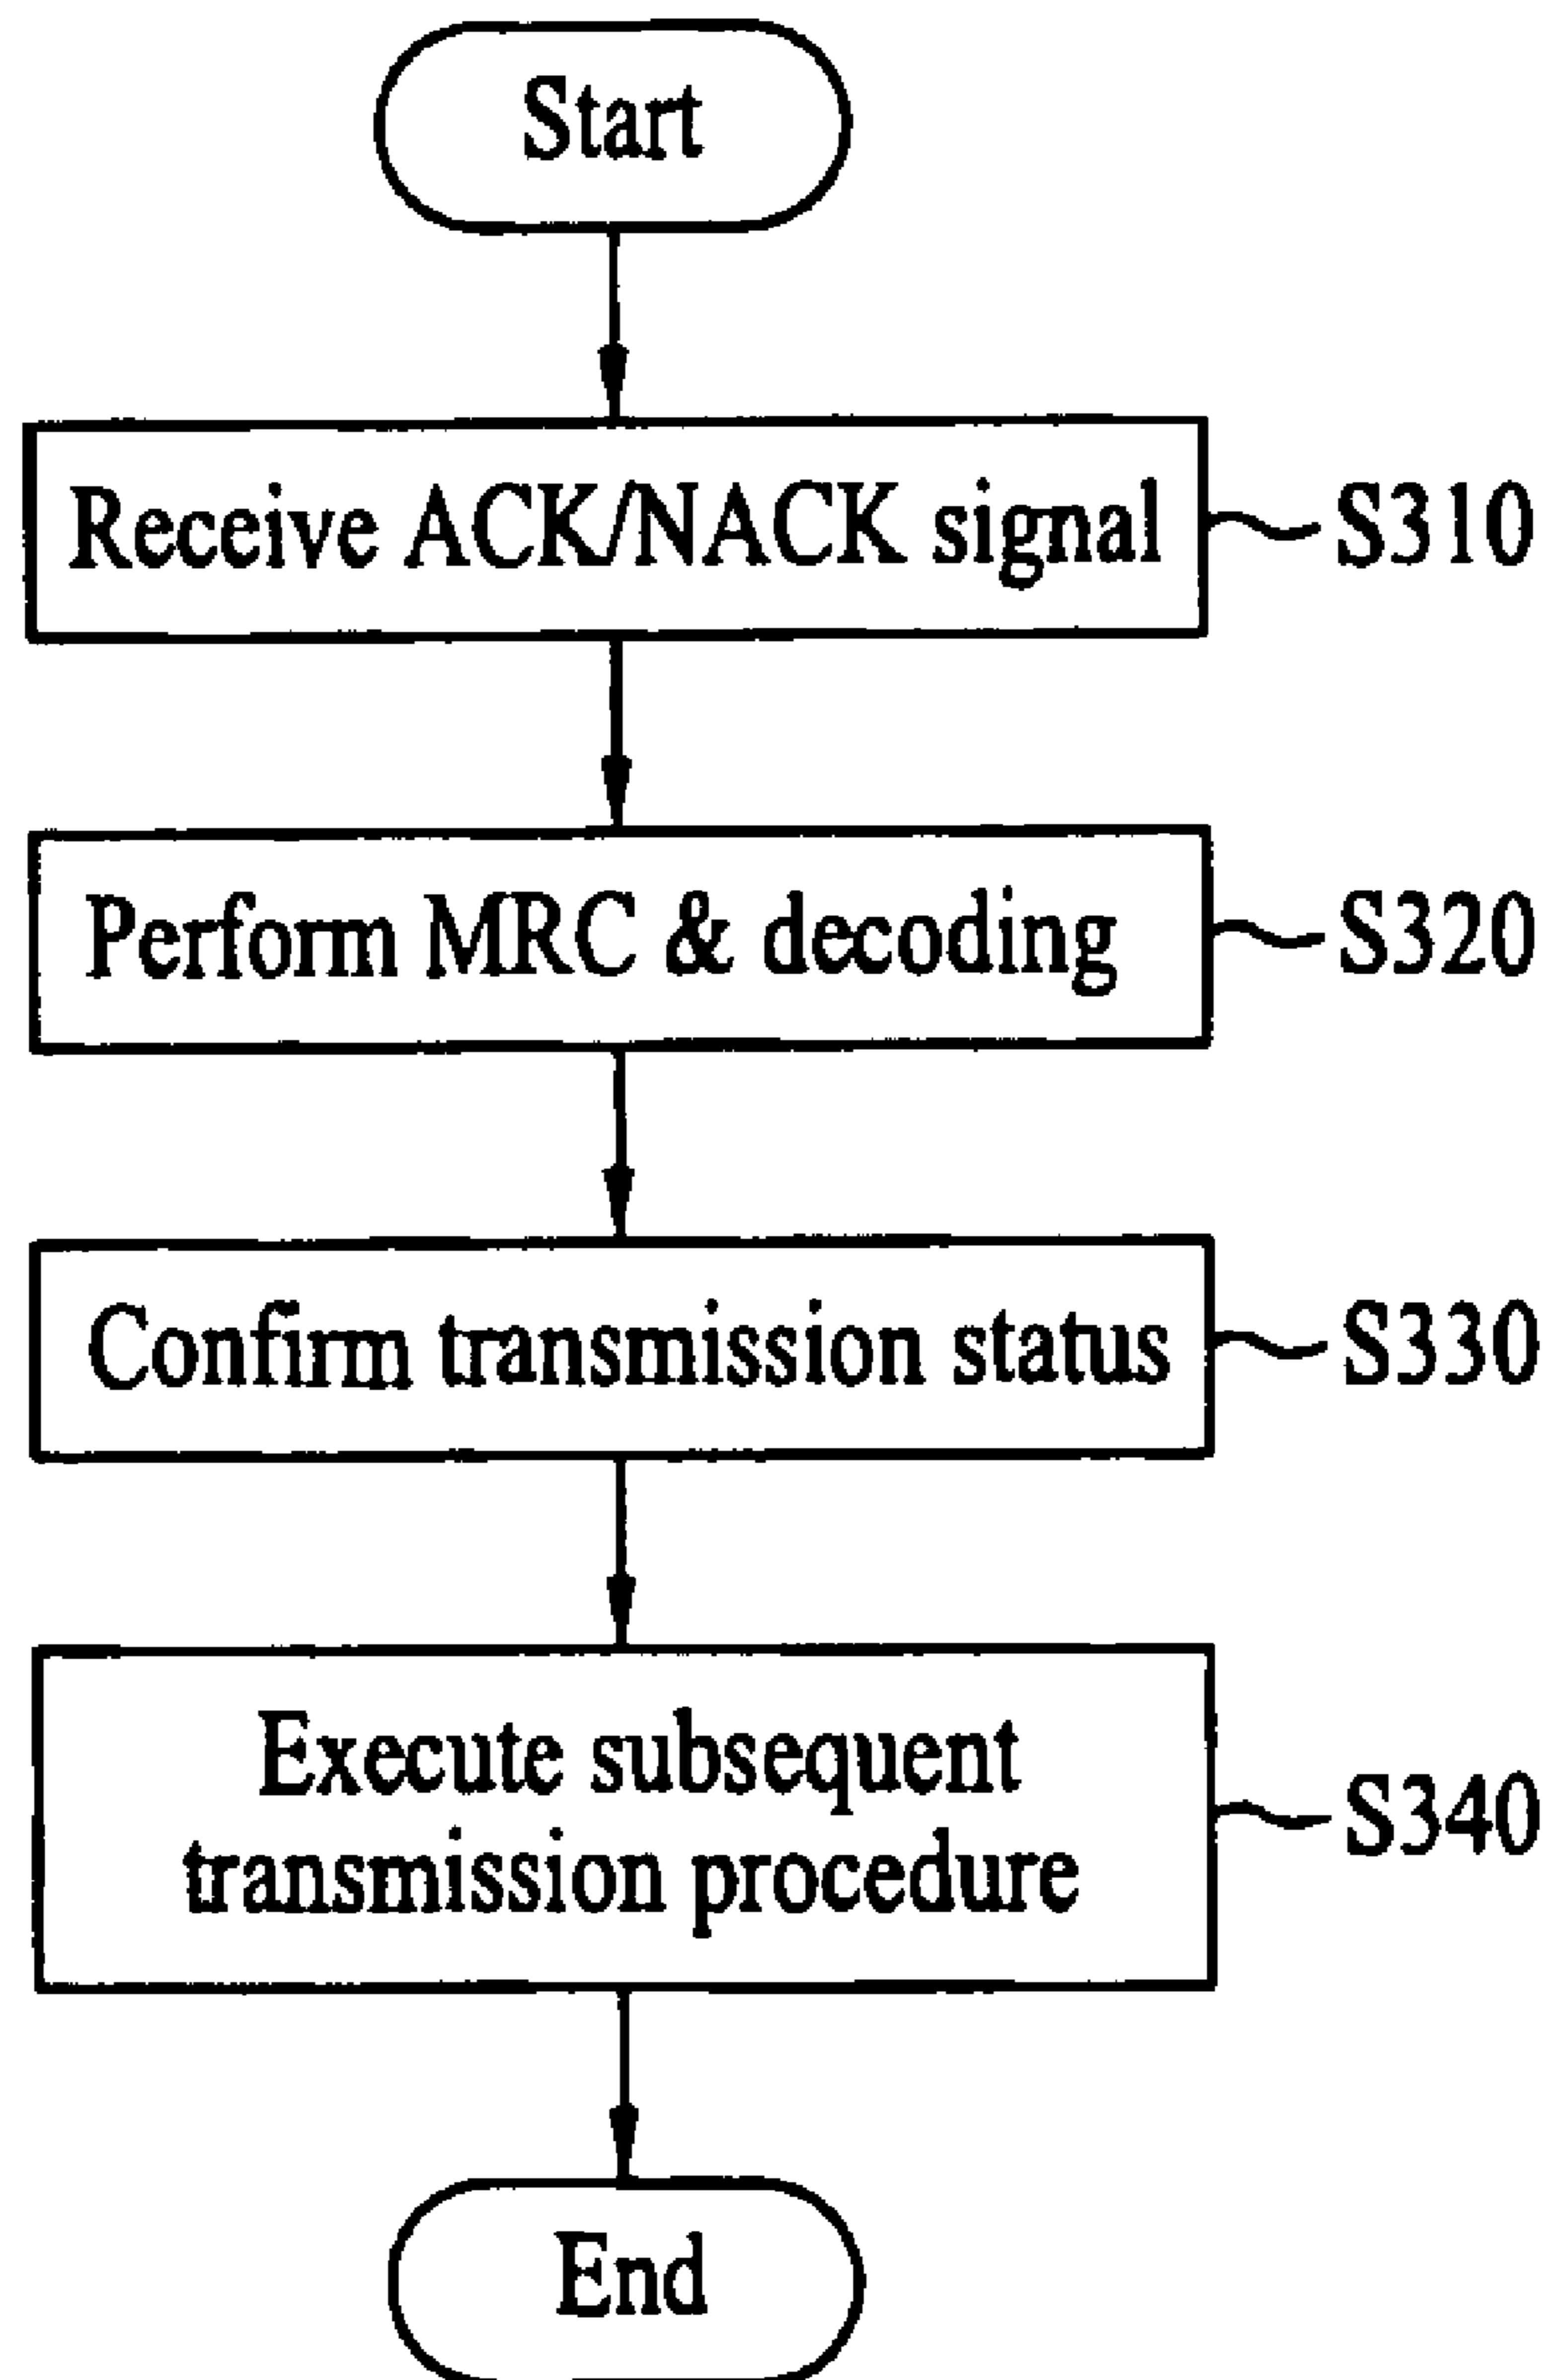 Start
Receive ACK/NACK signal
S310
Perform MRC & decoding
S320
Confirm transmission status
S330
Execute subsequent
transmission procedure
S340
End